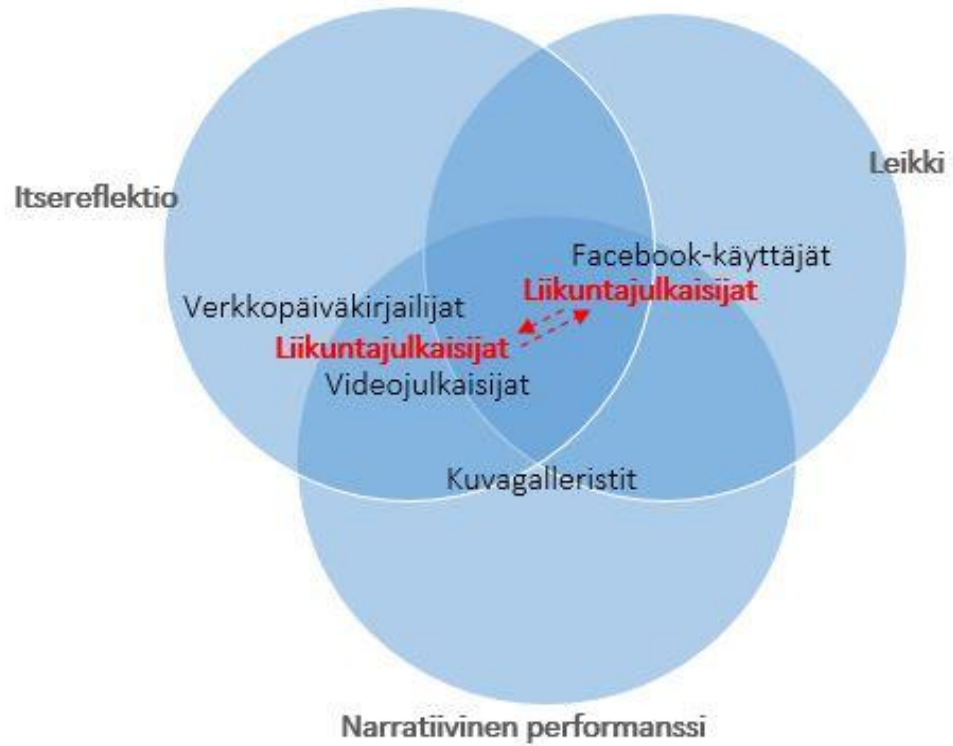 Leikki
Itsereflektio
Facebook-käyttäjät
Liikuntajulkaisijat
Verkkopäiväkirjailijat
Liikuntajulkaisijat
Videojulkaisijat
Kuvagalleristit
Narratiivinen performanssi